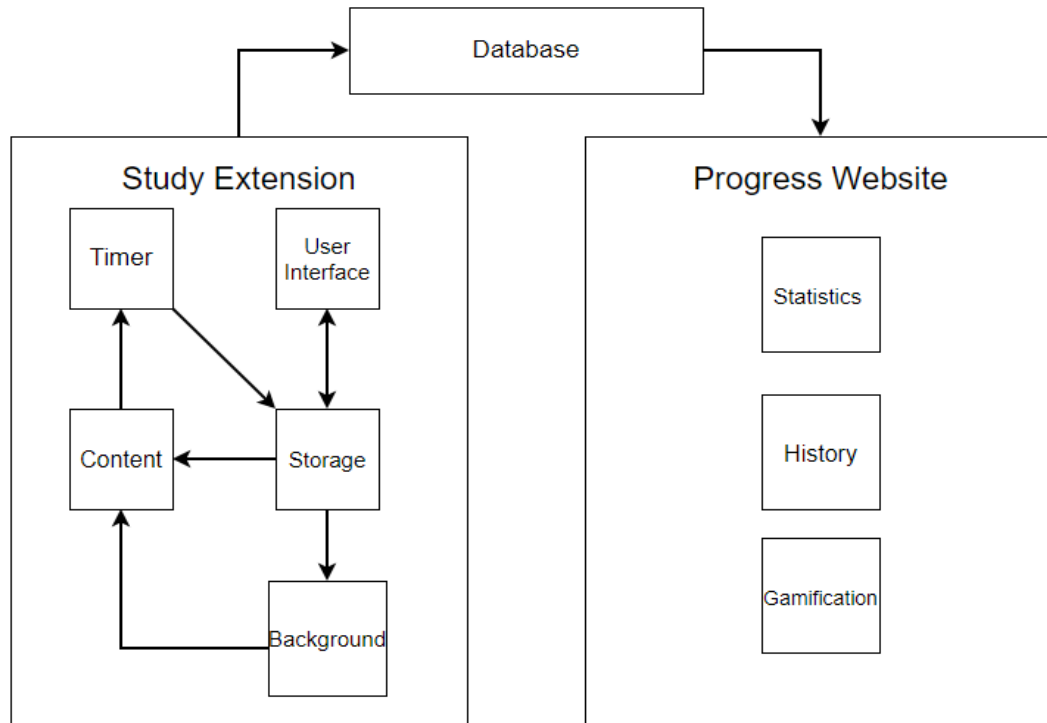 Database
Study Extension
Timer
User
Interface
Content
Storage
Background
Progress Website
Statistics
History
Gamification